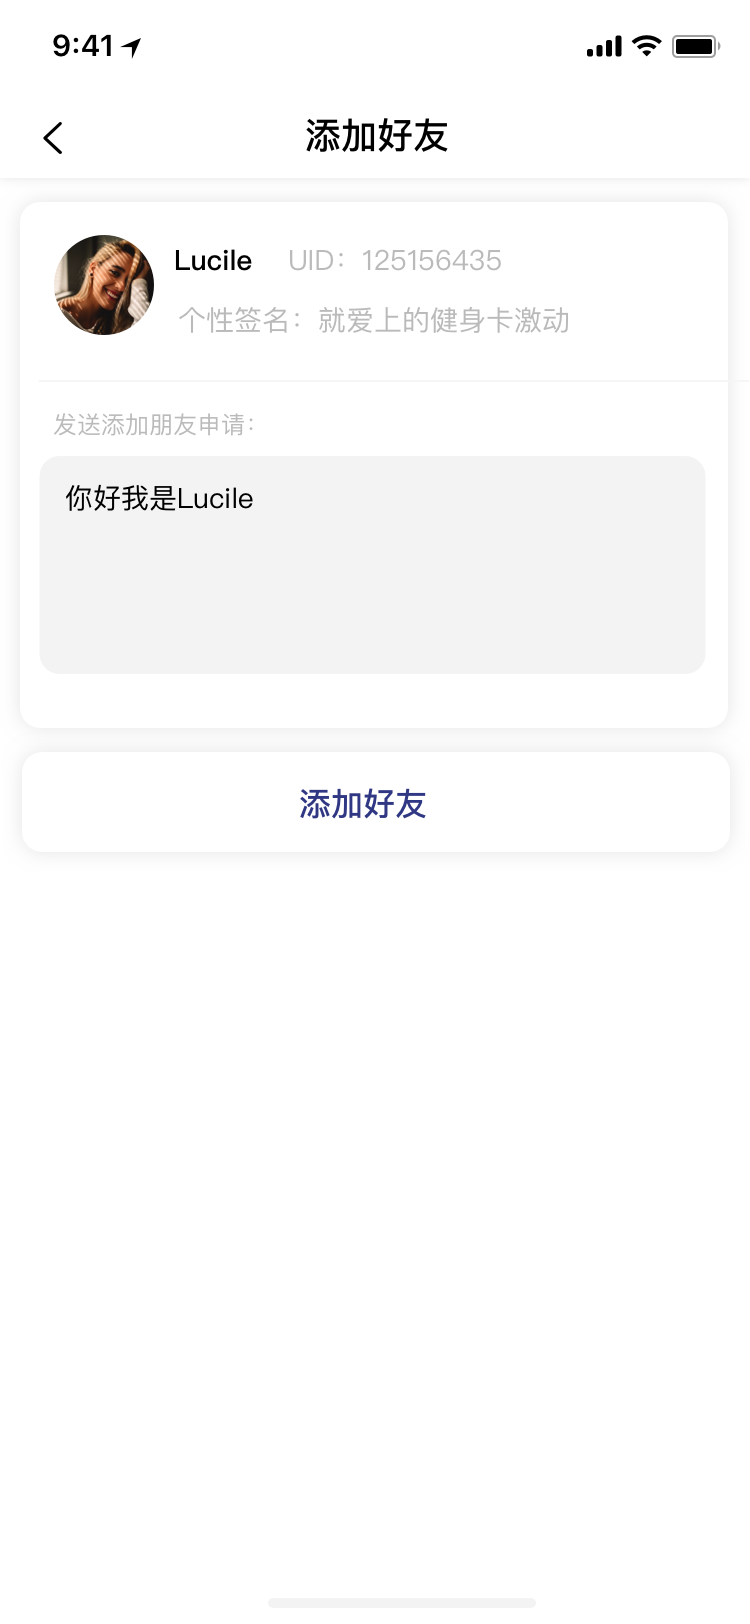 9:41
添加好友
Lucile UID：125156435
个性签名：就爱上的健身卡激动
发送添加朋友申请：
你好我是Lucile
添加好友